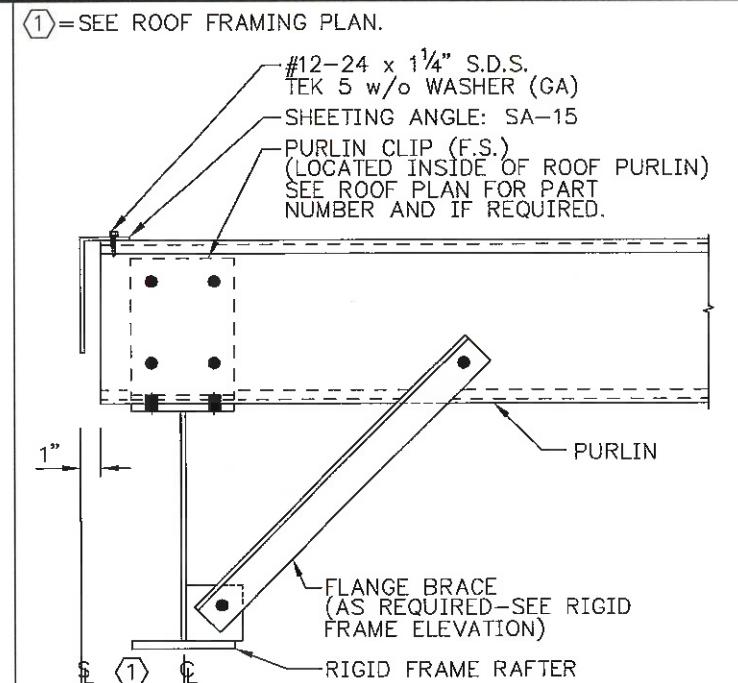 1=SEE ROOF FRAMING PLAN.
#12-24 x 1 1/4" S.D.S.
TEK 5 w/o WASHER (GA)
SHEETING ANGLE: SA-15
PURLIN CLIP (F.S.)
(LOCATED INSIDE OF ROOF PURLIN)
SEE ROOF PLAN FOR PART
NUMBER AND IF REQUIRED.
1"
PURLIN
FLANGE BRACE
(AS REQUIRED-SEE RIGID
FRAME ELEVATION)
RIGID FRAME RAFTER
1